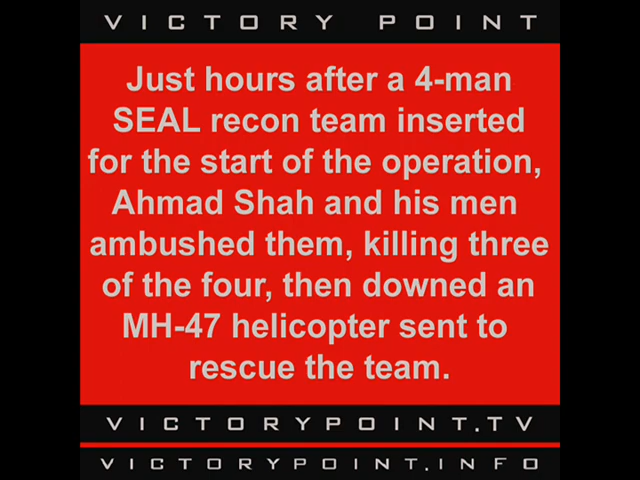 VICTORY POINT
Just hours after a 4-man
SEAL recon team inserted
for the start of the operation,
Ahmad Shah and his men
ambushed them, killing three
of the four, then downed an
MH-47 helicopter sent to
rescue the team.
VICTORYPOINT.TV
VICTORYPOINT.INFO